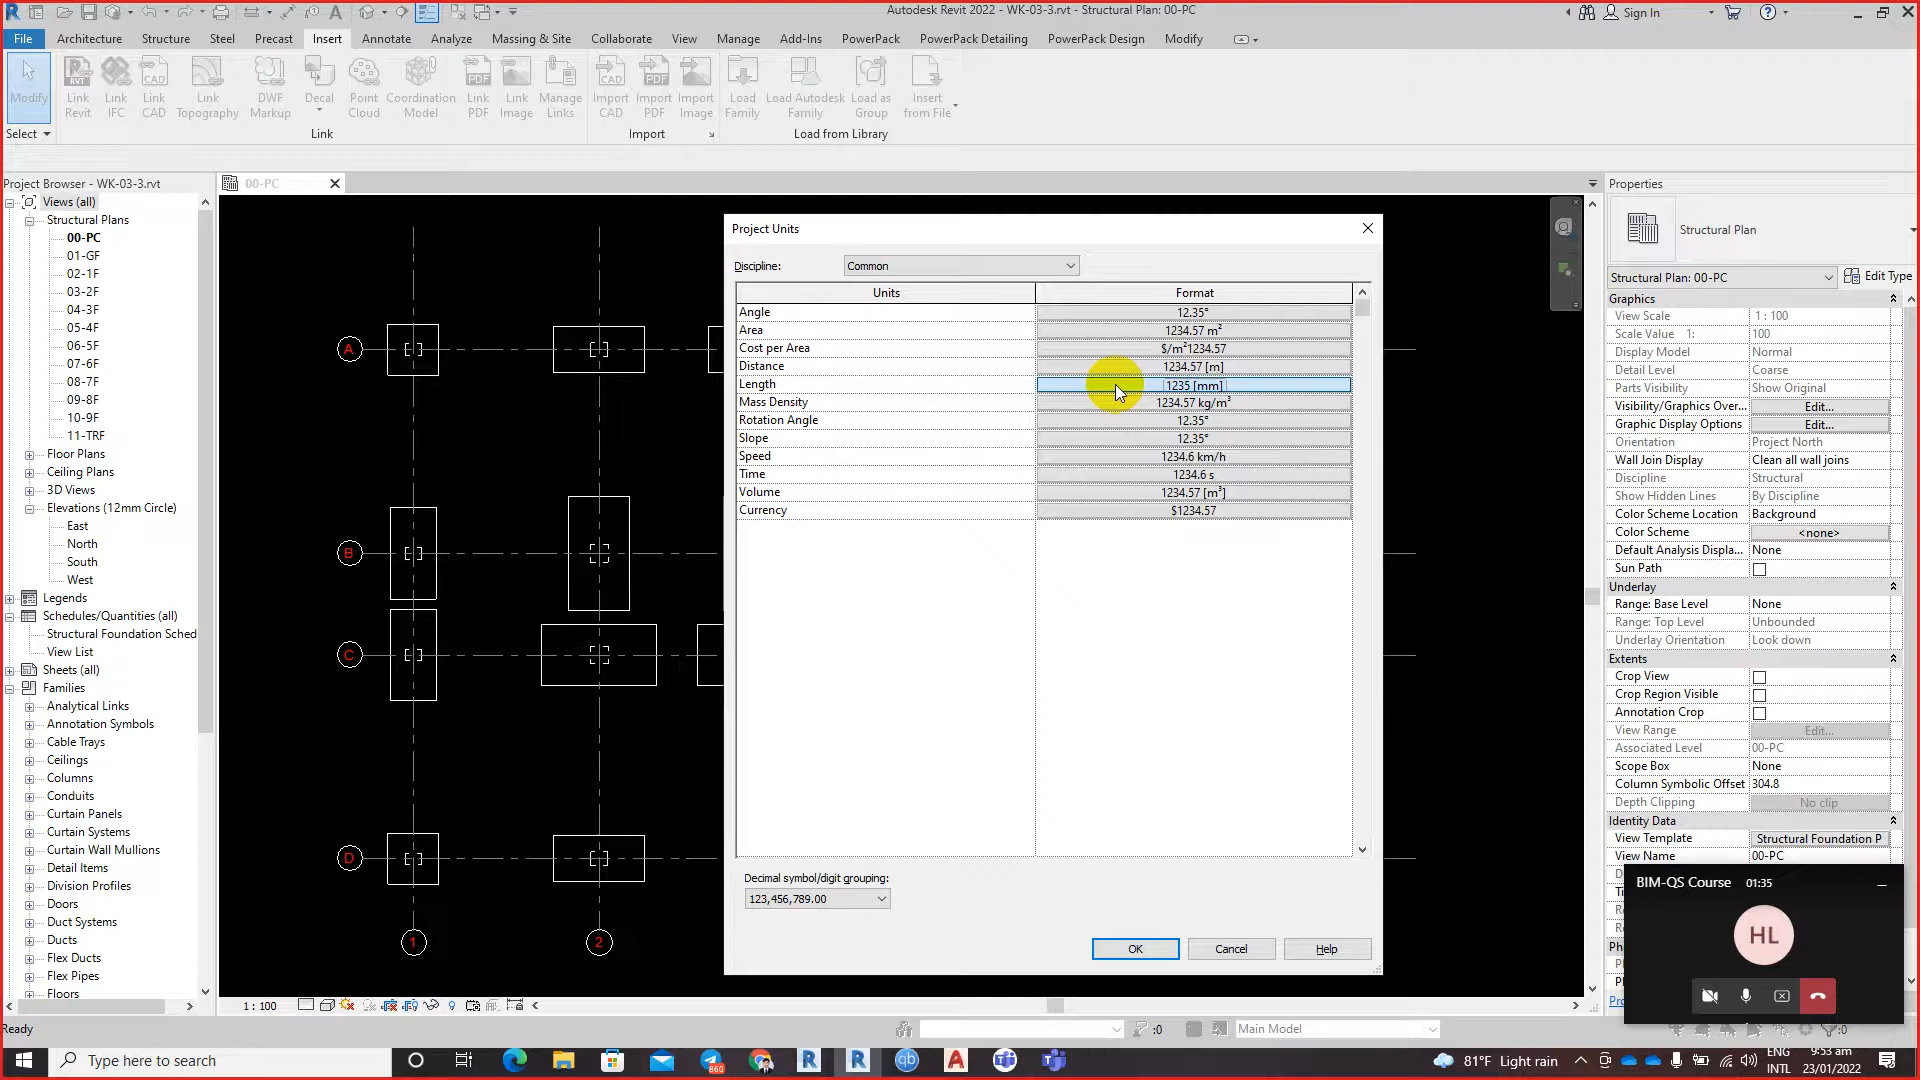 Autodesk Revit 2022 - WK-03-3.rvt - Structural Plan: 00-PC
Sign In
File Architecture Structure Steel Precast Insert Annotate Analyze Massing & Site Collaborate View Manage Add-Ins PowerPack PowerPack Detailing PowerPack Design Modify
Modify
Link Revit
Link IFC
Link CAD
Link Topography
DWF Markup
Decal
Point Cloud
Coordination Model
Link PDF
Link Image
Manage Links
Import CAD
Import PDF
Import Image
Load Family
Load Autodesk Family
Load as Group
Insert from File
Select
Link
Import
Load from Library
Project Browser - WK-03-3.rvt
Views (all)
Structural Plans
00-PC
01-GF
02-1F
03-2F
04-3F
05-4F
06-5F
07-6F
08-7F
09-8F
10-9F
11-TRF
Floor Plans
Ceiling Plans
3D Views
Elevations (12mm Circle)
East
North
South
West
Legends
Schedules/Quantities (all)
Structural Foundation Sched
View List
Sheets (all)
Families
Analytical Links
Annotation Symbols
Cable Trays
Ceilings
Columns
Conduits
Curtain Panels
Curtain Systems
Curtain Wall Mullions
Detail Items
Division Profiles
Doors
Duct Systems
Ducts
Flex Ducts
Flex Pipes
Floors
00-PC
A
B
C
D
1
2
Project Units
Discipline: Common
Units Format
Angle 12.35°
Area 1234.57 m²
Cost per Area $/m²1234.57
Distance 1234.57 [m]
Length 1235 [mm]
Mass Density 1234.57 kg/m³
Rotation Angle 12.35°
Slope 12.35°
Speed 1234.6 km/h
Time 1234.6 s
Volume 1234.57 [m³]
Currency $1234.57
Decimal symbol/digit grouping:
123,456,789.00
OK Cancel Help
Properties
Structural Plan
Structural Plan: 00-PC Edit Type
Graphics
View Scale 1 : 100
Scale Value 1: 100
Display Model Normal
Detail Level Coarse
Parts Visibility Show Original
Visibility/Graphics Over... Edit...
Graphic Display Options Edit...
Orientation Project North
Wall Join Display Clean all wall joins
Discipline Structural
Show Hidden Lines By Discipline
Color Scheme Location Background
Color Scheme <none>
Default Analysis Displa... None
Sun Path
Underlay
Range: Base Level None
Range: Top Level Unbounded
Underlay Orientation Look down
Extents
Crop View
Crop Region Visible
Annotation Crop
View Range Edit...
Associated Level 00-PC
Scope Box None
Column Symbolic Offset 304.8
Depth Clipping No clip
Identity Data
View Template Structural Foundation P
View Name 00-PC
BIM-QS Course 01:35
HL
1 : 100
Ready
:0
Main Model
:0
Type here to search
860
81°F Light rain
ENG
INTL
9:53 am
23/01/2022